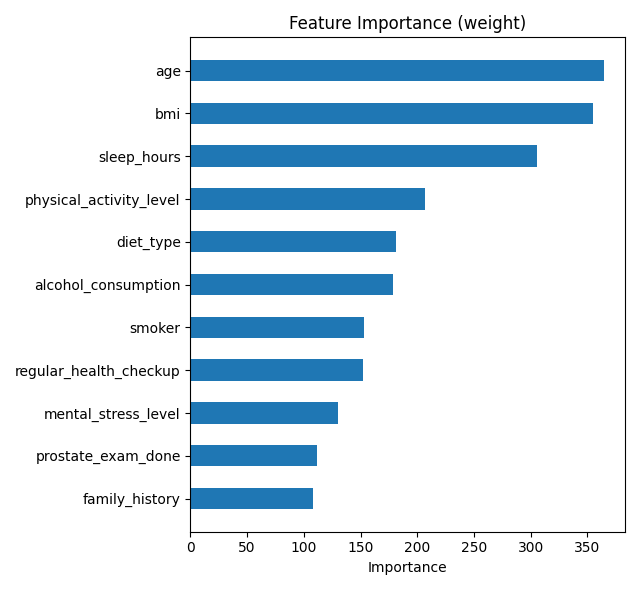 Feature Importance (weight)
age
bmi
sleep_hours
physical_activity_level
diet_type
alcohol_consumption
smoker
regular_health_checkup
mental_stress_level
prostate_exam_done
family_history
0 50 100 150 200 250 300 350
Importance